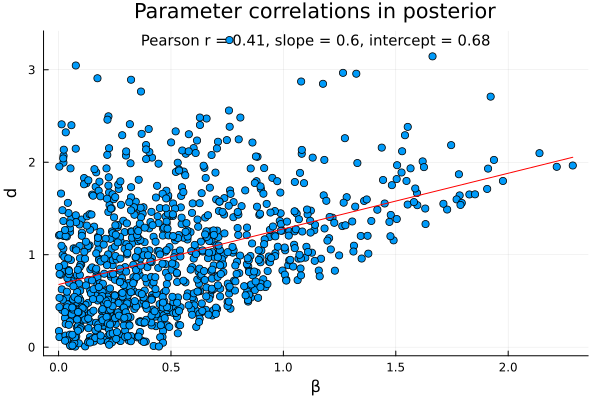 Parameter correlations in posterior
Pearson r = 0.41, slope = 0.6, intercept = 0.68
3
2
1
0
d
0.0 0.5 1.0 1.5 2.0
β